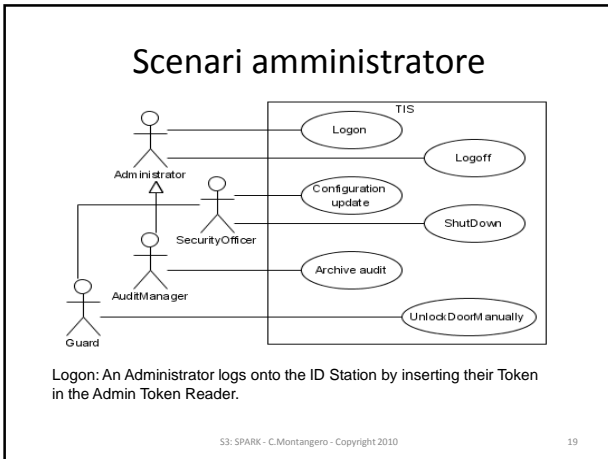 Scenari amministratore
TIS
Logon
Logoff
Administrator
Configuration
update
SecurityOfficer
ShutDown
Archive audit
AuditManager
UnlockDoorManually
Guard
Logon: An Administrator logs onto the ID Station by inserting their Token
in the Admin Token Reader.
S3: SPARK - C.Montangero - Copyright 2010
19